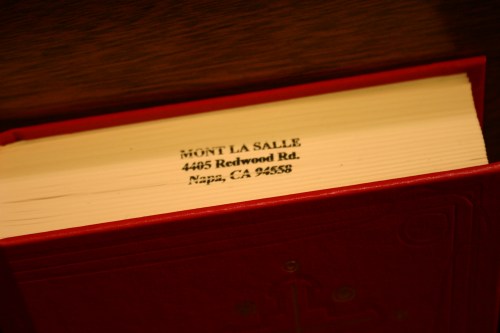 MONT LA SALLE
4405 Redwood Rd.
Napa, CA 94558